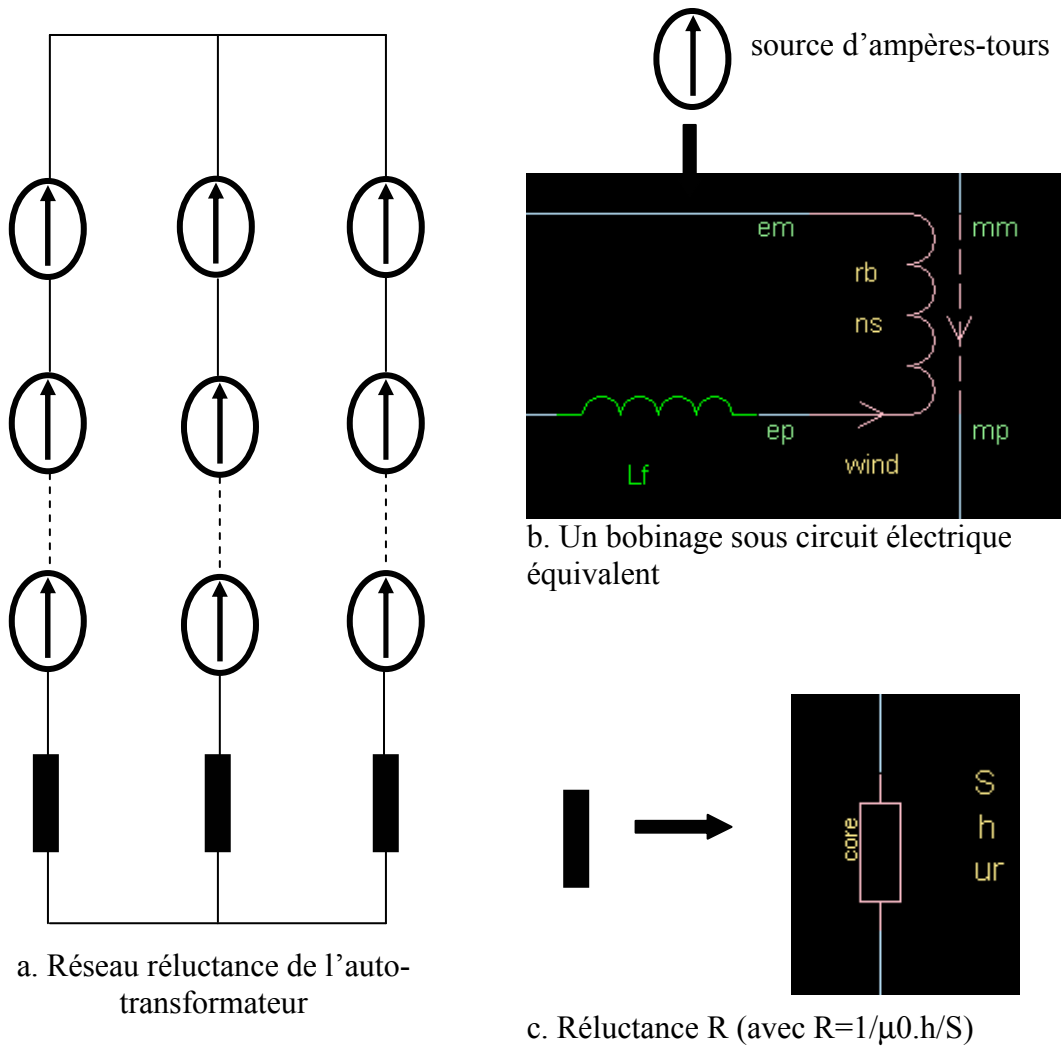 source d'ampères-tours
em
mm
rb
ns
ep
mp
wind
Lf
b. Un bobinage sous circuit électrique
équivalent
core
S
h
ur
a. Réseau réluctance de l'auto-
transformateur
c. Réluctance R (avec R=1/μ0.h/S)